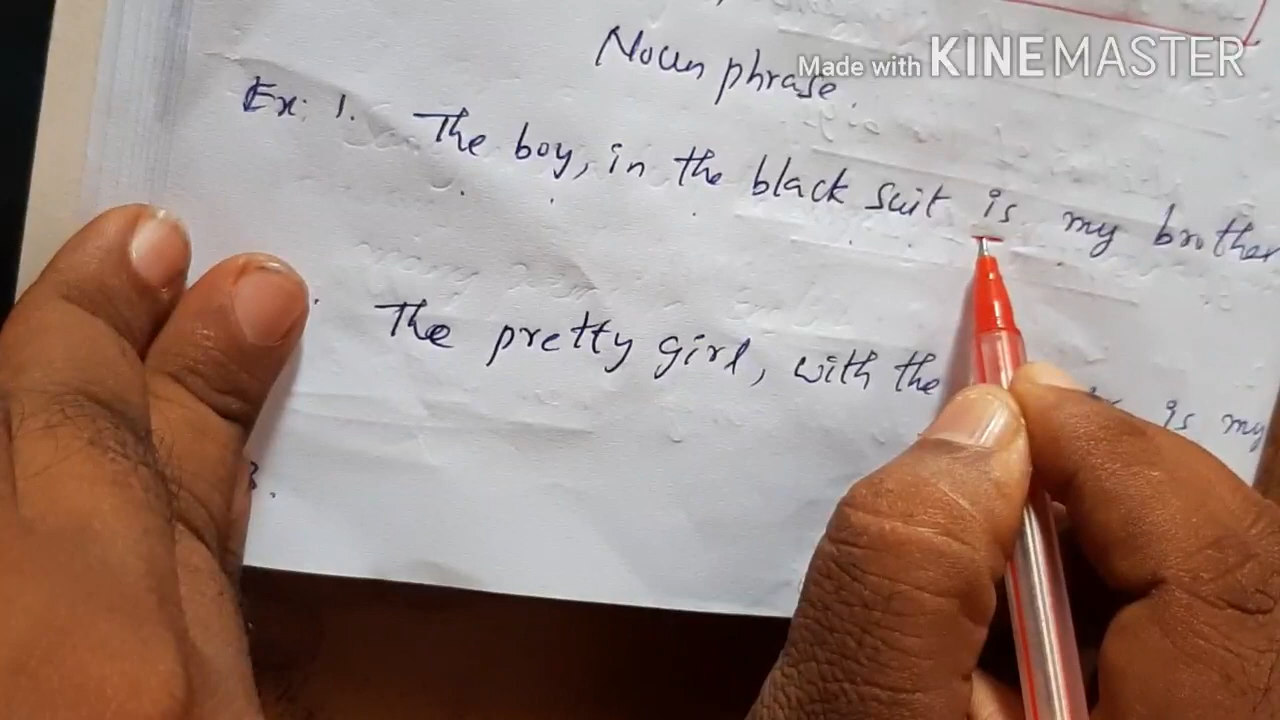 Made with KINEMASTER
Noun phrase.
Ex: 1. The boy, in the black suit is my brother
The pretty girl, with the is my
3.